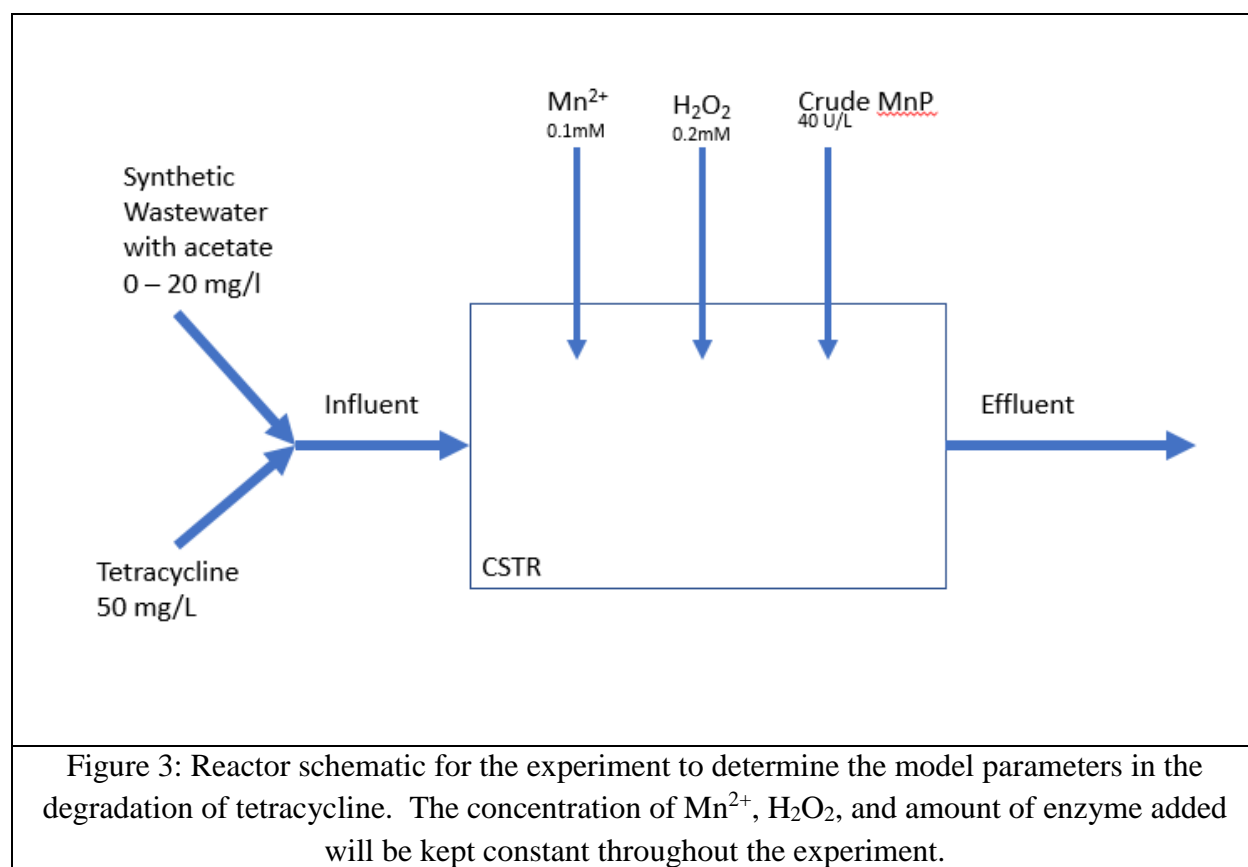 Mn²⁺
0.1mM
H₂O₂
0.2mM
Crude MnP
40 U/L
Synthetic
Wastewater
with acetate
0 – 20 mg/l
Influent
Effluent
Tetracycline
50 mg/L
CSTR
Figure 3: Reactor schematic for the experiment to determine the model parameters in the
degradation of tetracycline. The concentration of Mn²⁺, H₂O₂, and amount of enzyme added
will be kept constant throughout the experiment.